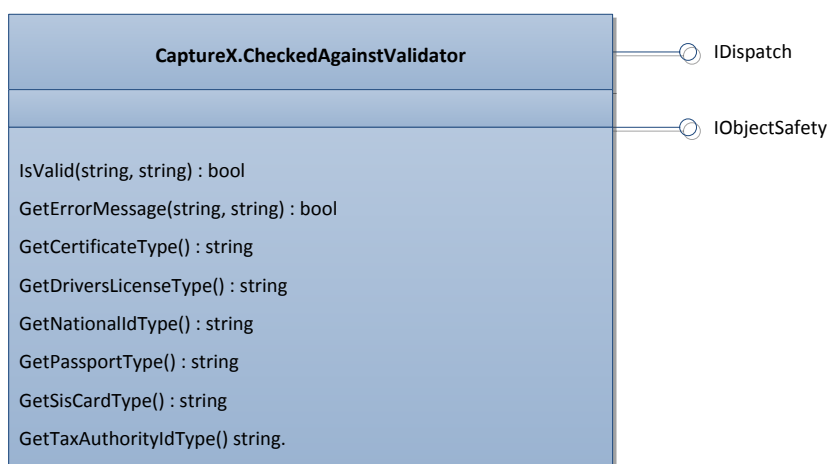 CaptureX.CheckedAgainstValidator
IDispatch
IObjectSafety
IsValid(string, string) : bool
GetErrorMessage(string, string) : bool
GetCertificateType() : string
GetDriversLicenseType() : string
GetNationalIdType() : string
GetPassportType() : string
GetSisCardType() : string
GetTaxAuthorityIdType() string.